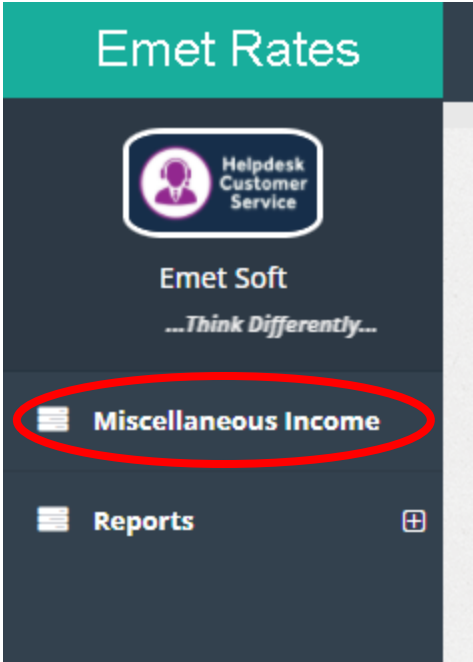 Emet Rates
Helpdesk
Customer
Service
Emet Soft
...Think Differently...
Miscellaneous Income
Reports